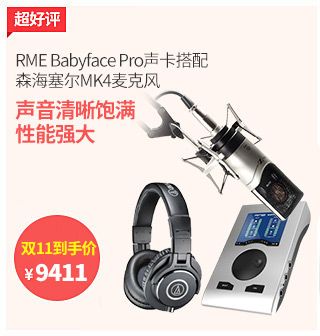 超好评
RME Babyface Pro声卡搭配
森海塞尔MK4麦克风
声音清晰饱满
性能强大
双11到手价
¥9411